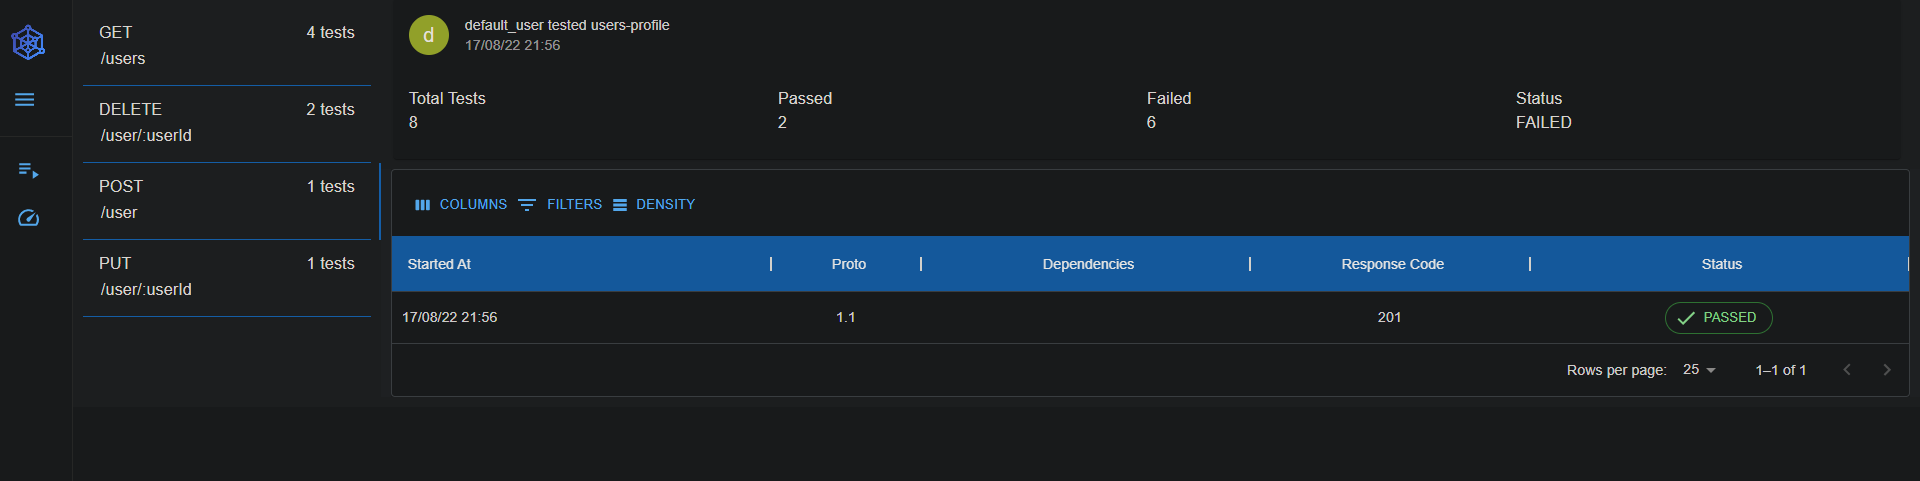 GET 4 tests
/users
DELETE 2 tests
/user/:userId
POST 1 tests
/user
PUT 1 tests
/user/:userId
d
default_user tested users-profile
17/08/22 21:56
Total Tests Passed Failed Status
8 2 6 FAILED
COLUMNS FILTERS DENSITY
Started At Proto Dependencies Response Code Status
17/08/22 21:56 1.1 201 PASSED
Rows per page: 25 1–1 of 1